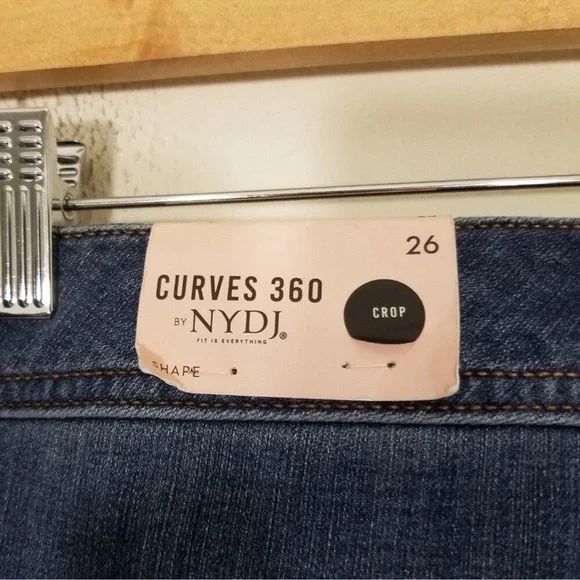 26
CURVES 360
BY NYDJ®
FIT IS EVERYTHING
CROP
SHAPE